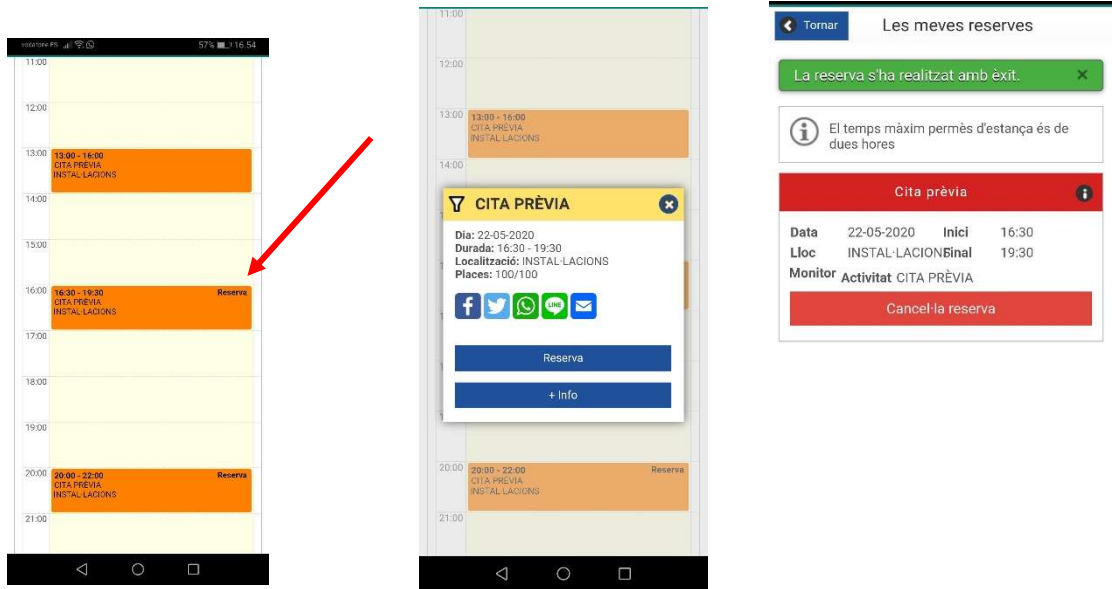 vodafone ES 57% 16.54
11:00
12:00
13:00 13:00 - 16:00
CITA PRÈVIA
INSTAL·LACIONS
14:00
15:00
16:00 16:30 - 19:30 Reserva
CITA PRÈVIA
INSTAL·LACIONS
17:00
18:00
19:00
20:00 20:00 - 22:00 Reserva
CITA PRÈVIA
INSTAL·LACIONS
21:00
11:00
12:00
13:00 13:00 - 16:00
CITA PRÈVIA
INSTAL·LACIONS
14:00
CITA PRÈVIA
Dia: 22-05-2020
Durada: 16:30 - 19:30
Localització: INSTAL·LACIONS
Places: 100/100
LINE
Reserva
+ Info
20:00 20:00 - 22:00 Reserva
CITA PRÈVIA
INSTAL·LACIONS
21:00
Tornar Les meves reserves
La reserva s'ha realitzat amb èxit.
El temps màxim permès d'estança és de
dues hores
Cita prèvia
Data 22-05-2020 Inici 16:30
Lloc INSTAL·LACIONS Final 19:30
Monitor Activitat CITA PRÈVIA
Cancel·la reserva